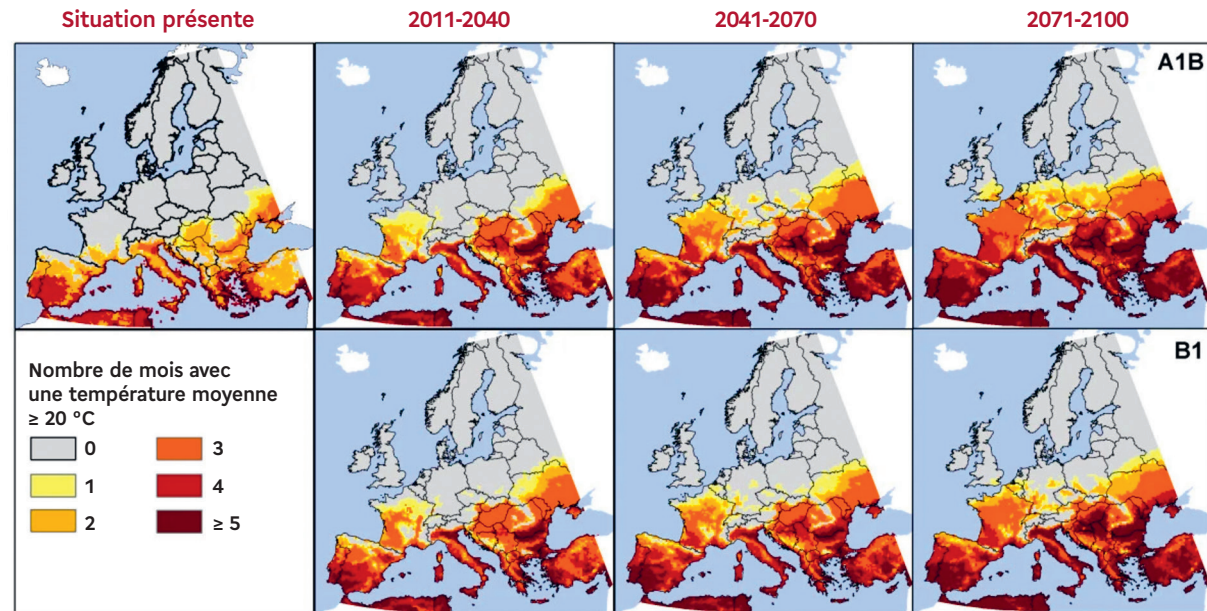 Situation présente
2011-2040
2041-2070
2071-2100
A1B
B1
Nombre de mois avec
une température moyenne
≥ 20 °C
0
1
2
3
4
≥ 5